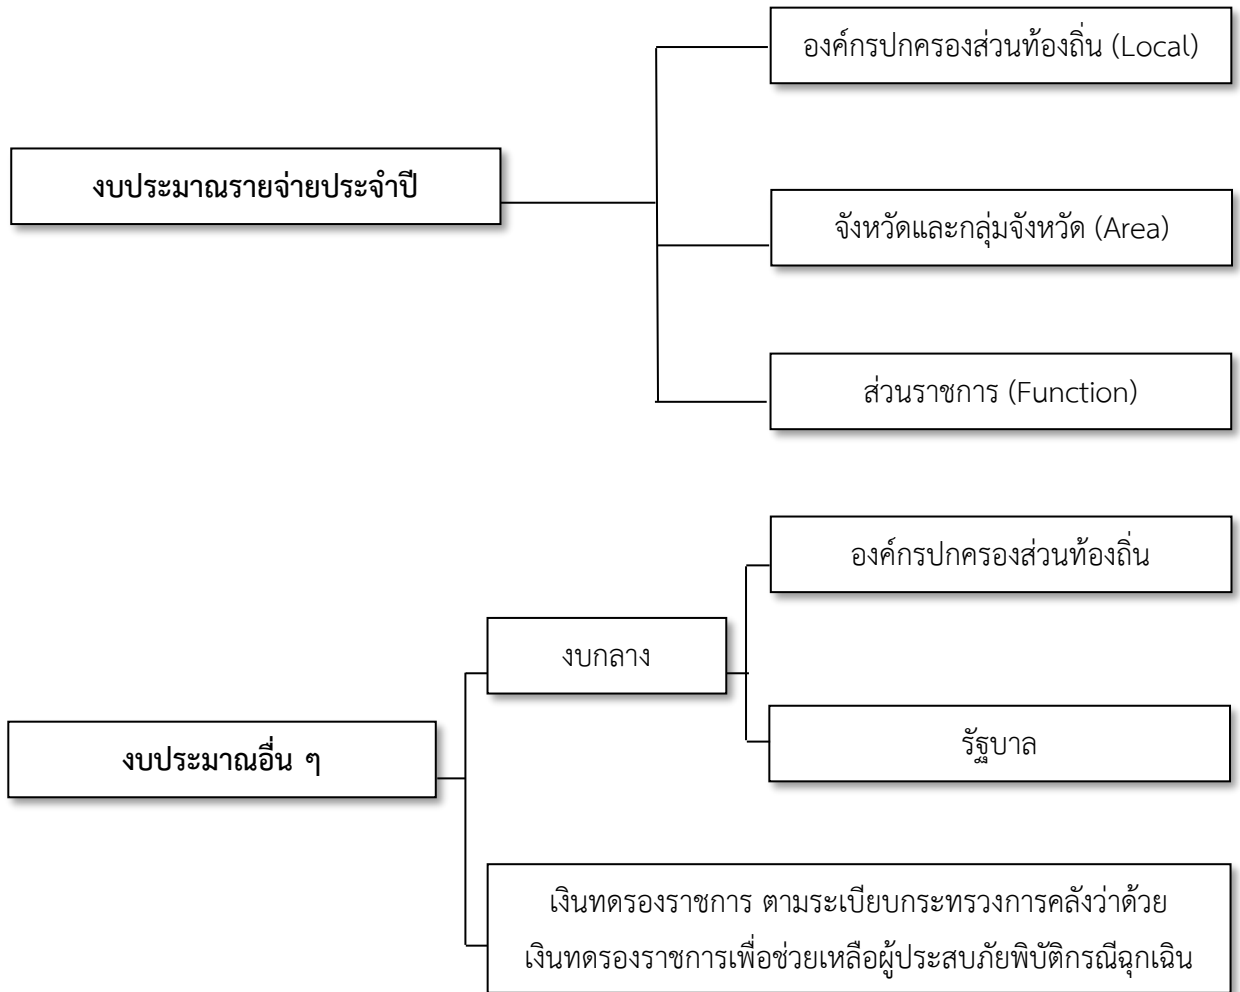 องค์กรปกครองส่วนท้องถิ่น (Local)
งบประมาณรายจ่ายประจำปี
จังหวัดและกลุ่มจังหวัด (Area)
ส่วนราชการ (Function)
องค์กรปกครองส่วนท้องถิ่น
งบกลาง
รัฐบาล
งบประมาณอื่น ๆ
เงินทดรองราชการ ตามระเบียบกระทรวงการคลังว่าด้วย
เงินทดรองราชการเพื่อช่วยเหลือผู้ประสบภัยพิบัติกรณีฉุกเฉิน